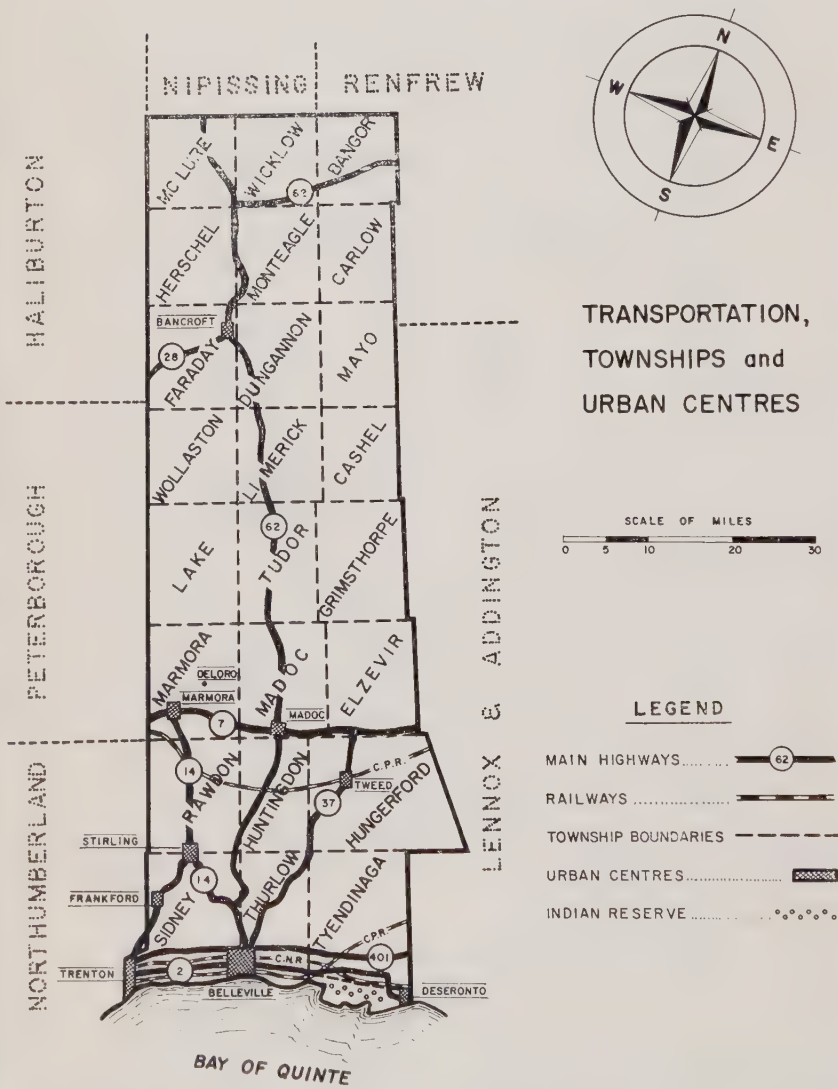 NIPISSING RENFREW
N
W
E
S
HALIBURTON
PETERBOROUGH
NORTHUMBERLAND
LENNOX & ADDINGTON
MC LURE WICKLOW BANGOR
62
HERSCHEL MONTEAGLE CARLOW
BANCROFT
28
FARADAY DUNGANNON MAYO
WOLLASTON LIMERICK CASHEL
62
LAKE TUDOR GRIMSTHORPE
MARMORA MADOC ELZEVIR
DELORO
MARMORA
7
MADOC
14
C.P.R.
TWEED
RAWDON HUNTINGDON 37 HUNGERFORD
STIRLING
14
FRANKFORD
SIDNEY THURLOW TYENDINAGA
C.P.R.
C.N.R.
401
TRENTON
2
BELLEVILLE
DESERONTO
BAY OF QUINTE
TRANSPORTATION,
TOWNSHIPS and
URBAN CENTRES
SCALE OF MILES
0 5 10 20 30
LEGEND
MAIN HIGHWAYS........ 62
RAILWAYS ..................
TOWNSHIP BOUNDARIES
URBAN CENTRES......................
INDIAN RESERVE ............